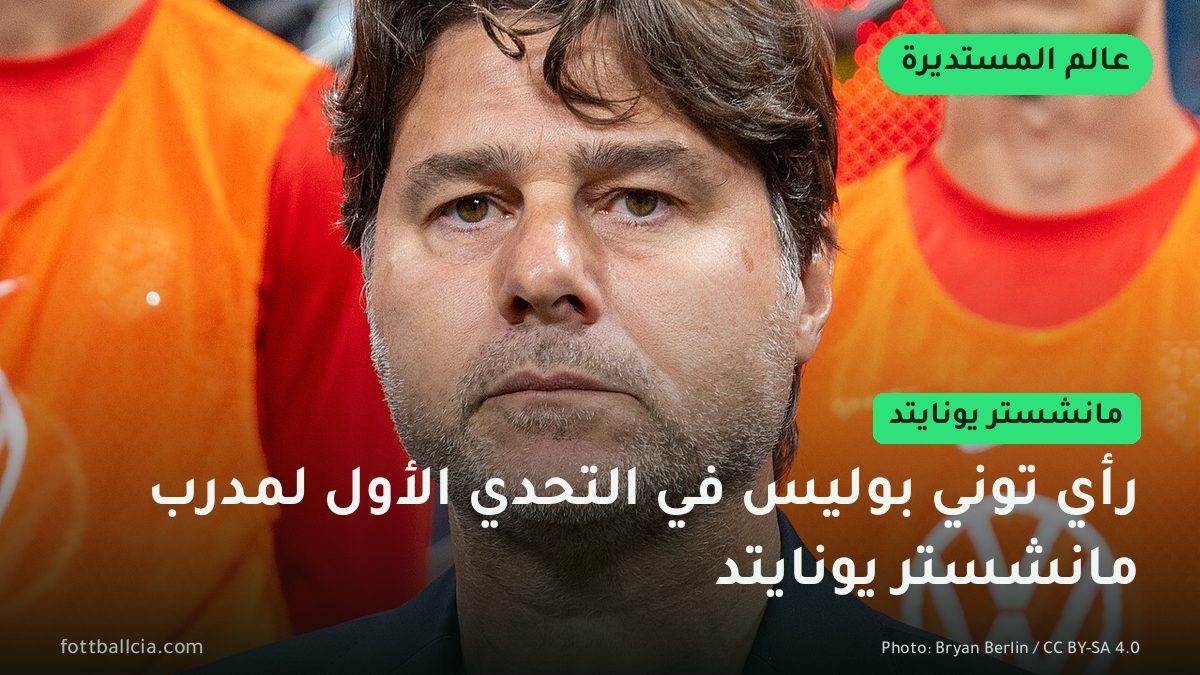 عالم المستديرة
مانشستر يونايتد
رأي توني بوليس في التحدي الأول لمدرب
مانشستر يونايتد
fottballcia.com
Photo: Bryan Berlin / CC BY-SA 4.0